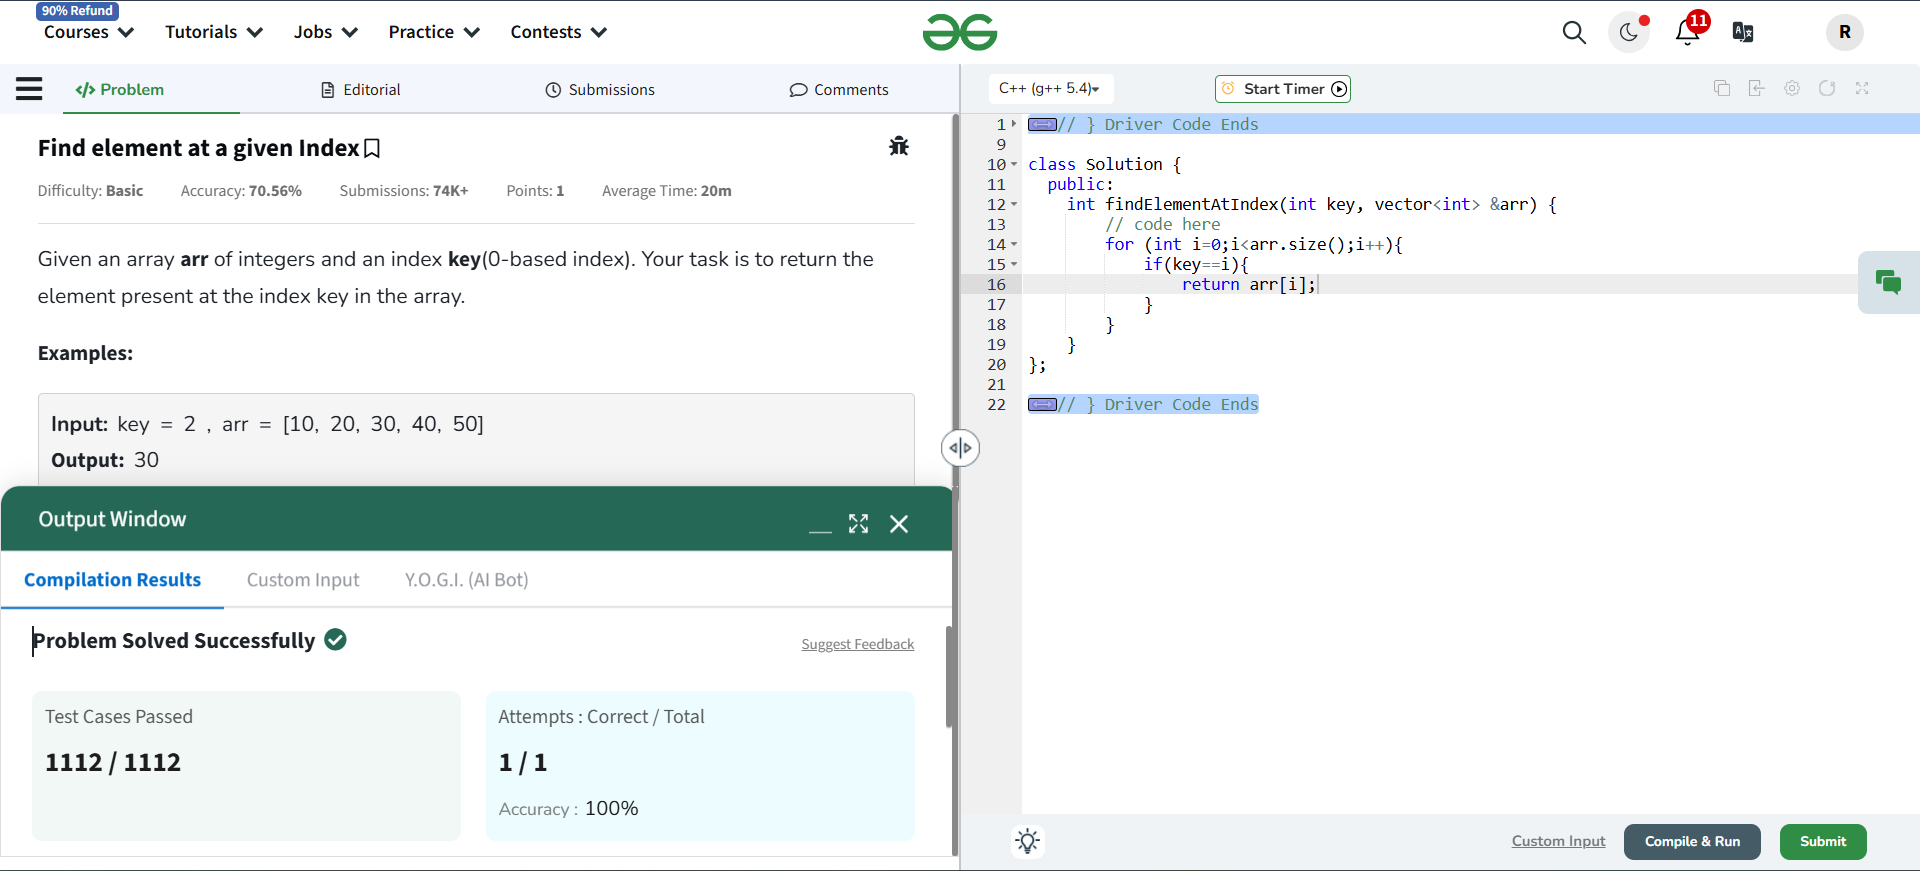 90% Refund
Courses Tutorials Jobs Practice Contests
11
R
</> Problem Editorial Submissions Comments
Find element at a given Index
Difficulty: Basic Accuracy: 70.56% Submissions: 74K+ Points: 1 Average Time: 20m
Given an array arr of integers and an index key(0-based index). Your task is to return the
element present at the index key in the array.
Examples:
Input: key = 2 , arr = [10, 20, 30, 40, 50]
Output: 30
Output Window
Compilation Results Custom Input Y.O.G.I. (AI Bot)
Problem Solved Successfully
Suggest Feedback
Test Cases Passed
1112 / 1112
Attempts : Correct / Total
1 / 1
Accuracy : 100%
C++ (g++ 5.4)
Start Timer
1 // } Driver Code Ends
9
10 class Solution {
11 public:
12 int findElementAtIndex(int key, vector<int> &arr) {
13 // code here
14 for (int i=0;i<arr.size();i++){
15 if(key==i){
16 return arr[i];
17 }
18 }
19 }
20 };
21
22 // } Driver Code Ends
Custom Input Compile & Run Submit